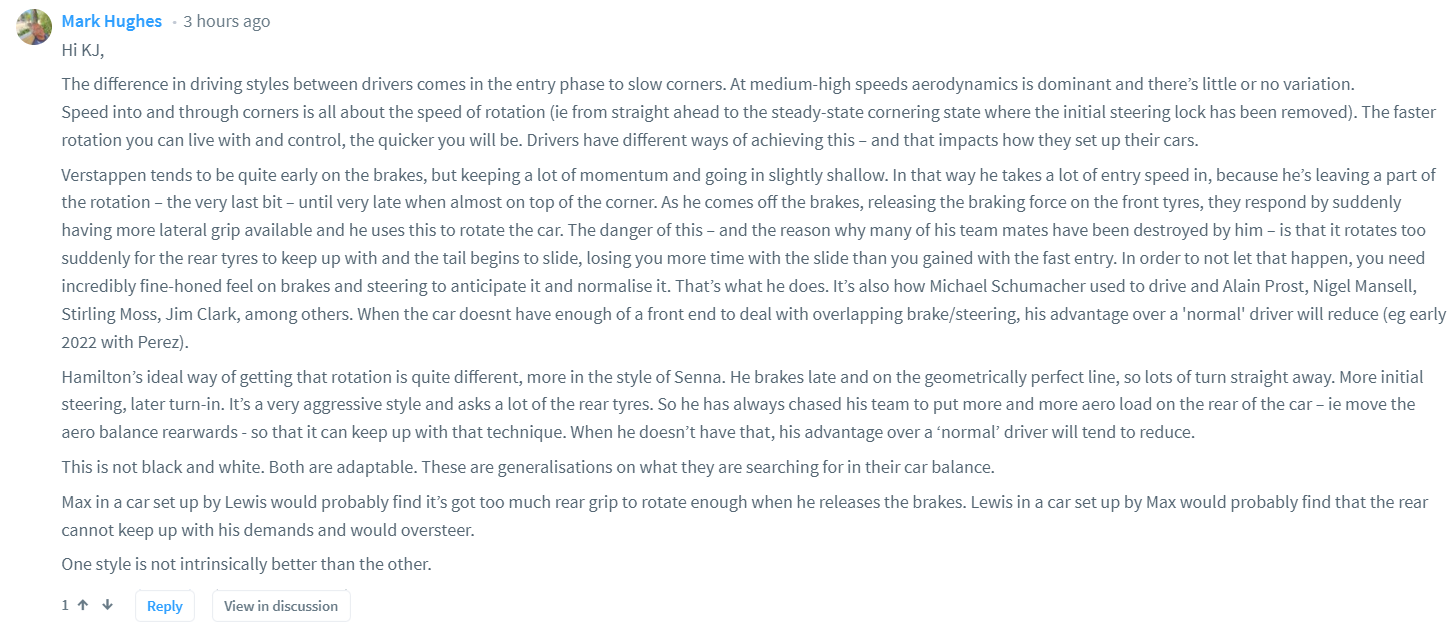 Mark Hughes • 3 hours ago
Hi KJ,
The difference in driving styles between drivers comes in the entry phase to slow corners. At medium-high speeds aerodynamics is dominant and there’s little or no variation.
Speed into and through corners is all about the speed of rotation (ie from straight ahead to the steady-state cornering state where the initial steering lock has been removed). The faster
rotation you can live with and control, the quicker you will be. Drivers have different ways of achieving this – and that impacts how they set up their cars.
Verstappen tends to be quite early on the brakes, but keeping a lot of momentum and going in slightly shallow. In that way he takes a lot of entry speed in, because he’s leaving a part of
the rotation – the very last bit – until very late when almost on top of the corner. As he comes off the brakes, releasing the braking force on the front tyres, they respond by suddenly
having more lateral grip available and he uses this to rotate the car. The danger of this – and the reason why many of his team mates have been destroyed by him – is that it rotates too
suddenly for the rear tyres to keep up with and the tail begins to slide, losing you more time with the slide than you gained with the fast entry. In order to not let that happen, you need
incredibly fine-honed feel on brakes and steering to anticipate it and normalise it. That’s what he does. It’s also how Michael Schumacher used to drive and Alain Prost, Nigel Mansell,
Stirling Moss, Jim Clark, among others. When the car doesnt have enough of a front end to deal with overlapping brake/steering, his advantage over a 'normal' driver will reduce (eg early
2022 with Perez).
Hamilton’s ideal way of getting that rotation is quite different, more in the style of Senna. He brakes late and on the geometrically perfect line, so lots of turn straight away. More initial
steering, later turn-in. It’s a very aggressive style and asks a lot of the rear tyres. So he has always chased his team to put more and more aero load on the rear of the car – ie move the
aero balance rearwards - so that it can keep up with that technique. When he doesn’t have that, his advantage over a ‘normal’ driver will tend to reduce.
This is not black and white. Both are adaptable. These are generalisations on what they are searching for in their car balance.
Max in a car set up by Lewis would probably find it’s got too much rear grip to rotate enough when he releases the brakes. Lewis in a car set up by Max would probably find that the rear
cannot keep up with his demands and would oversteer.
One style is not intrinsically better than the other.
1 ↑ ↓ Reply View in discussion